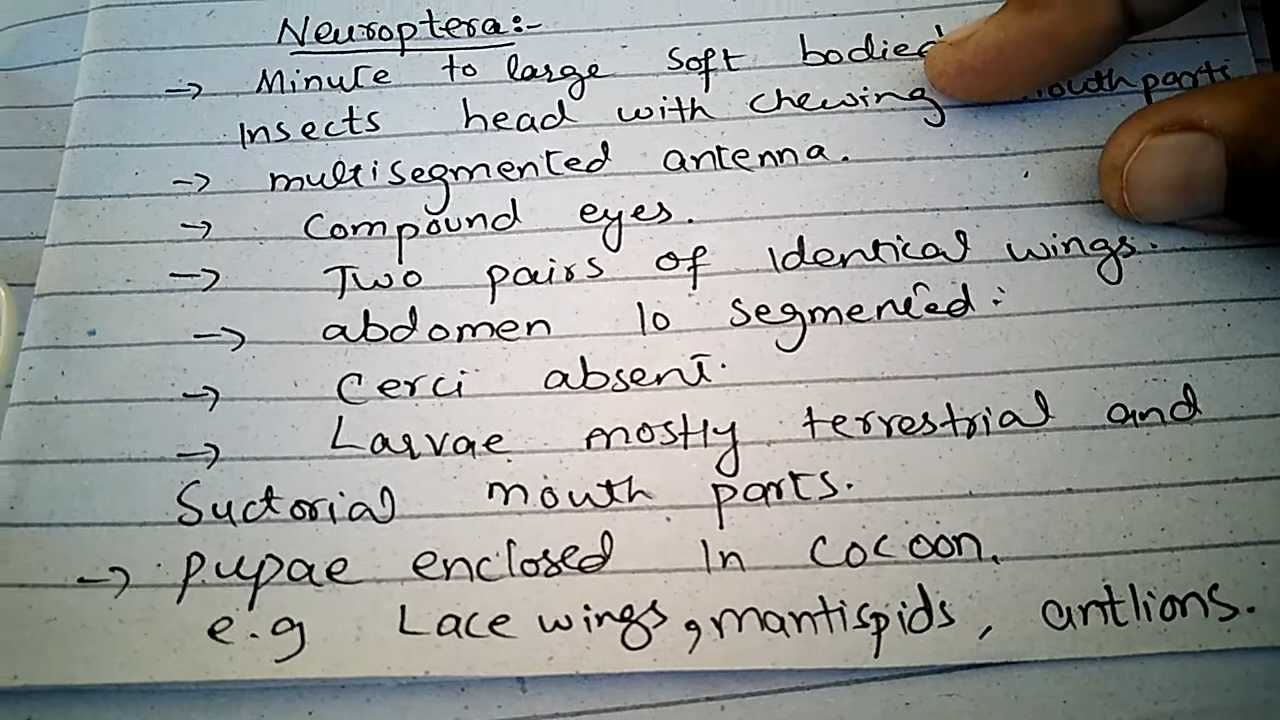 Neuroptera:-
→ Minute to large soft bodied
Insects head with chewing mouthparts
→ multisegmented antenna.
→ Compound eyes.
→ Two pairs of Identical wings.
→ abdomen 10 segmented.
→ Cerci absent.
→ Larvae mostly terrestrial and
Suctorial mouth parts.
→ pupae enclosed In cocoon.
e.g Lace wings, mantispids, antlions.